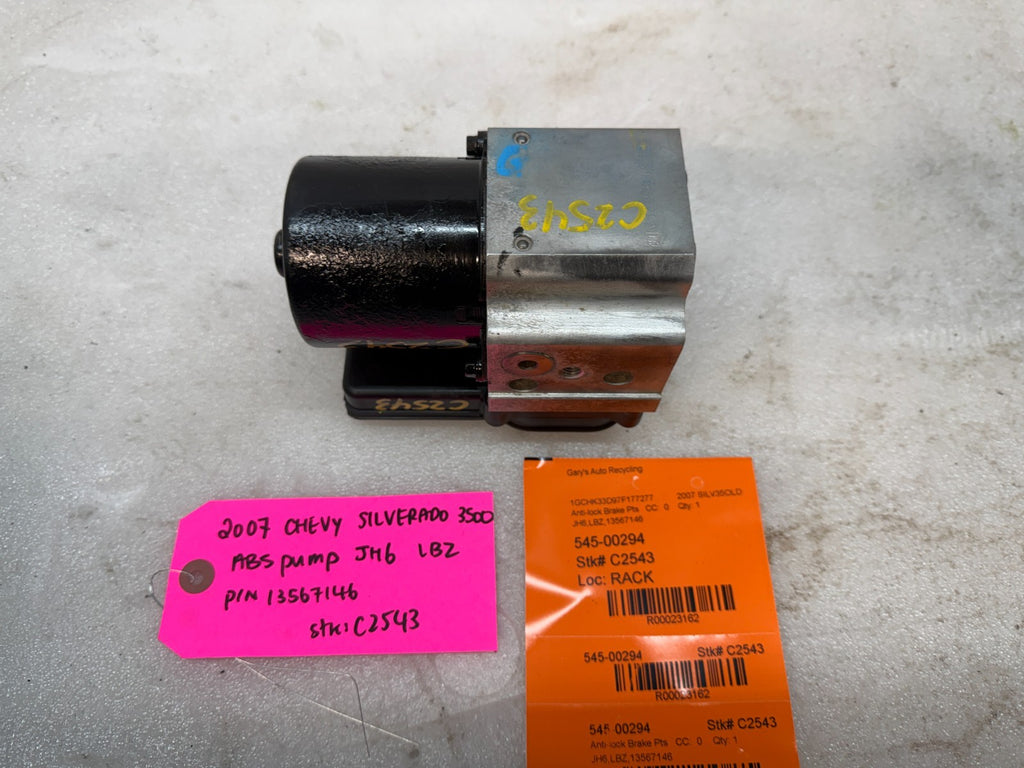 C2543
C2543
2007 CHEVY SILVERADO 3500
ABS pump JH6 LBZ
P/N 13567146
stk: C2543
Gary's Auto Recycling
1GCHK33D97F177277 2007 SILV35OLD
Anti-lock Brake Pts CC: 0 Qty: 1
JH6,LBZ,13567146
545-00294
Stk# C2543
Loc: RACK
R00023162
545-00294 Stk# C2543
R00023162
545-00294 Stk# C2543
Anti-lock Brake Pts CC: 0 Qty: 1
JH6,LBZ,13567146